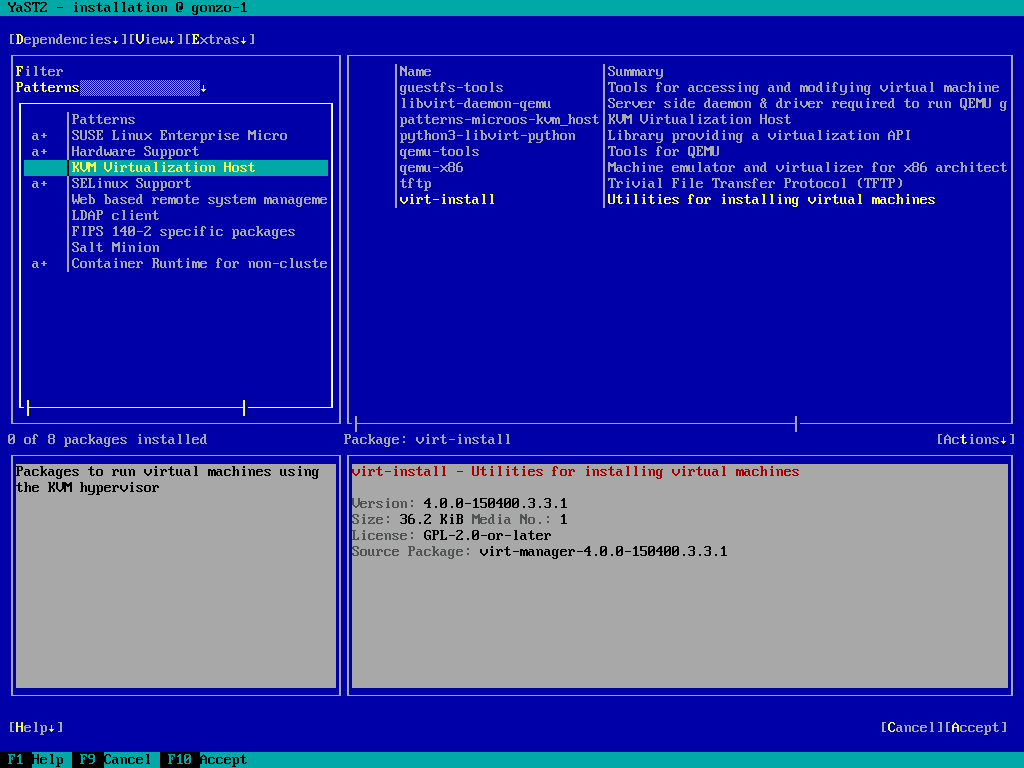 YaST2 - installation @ gonzo-1
[Dependencies↓][View↓][Extras↓]
Filter
Patterns ↓
Patterns
a+ SUSE Linux Enterprise Micro
a+ Hardware Support
KVM Virtualization Host
a+ SELinux Support
Web based remote system manageme
LDAP client
FIPS 140-2 specific packages
Salt Minion
a+ Container Runtime for non-cluste
Name Summary
guestfs-tools Tools for accessing and modifying virtual machine
libvirt-daemon-qemu Server side daemon & driver required to run QEMU g
patterns-microos-kvm_host KVM Virtualization Host
python3-libvirt-python Library providing a virtualization API
qemu-tools Tools for QEMU
qemu-x86 Machine emulator and virtualizer for x86 architect
tftp Trivial File Transfer Protocol (TFTP)
virt-install Utilities for installing virtual machines
0 of 8 packages installed
Package: virt-install [Actions↓]
Packages to run virtual machines using
the KVM hypervisor
virt-install - Utilities for installing virtual machines
Version: 4.0.0-150400.3.3.1
Size: 36.2 KiB Media No.: 1
License: GPL-2.0-or-later
Source Package: virt-manager-4.0.0-150400.3.3.1
[Help↓] [Cancel][Accept]
F1 Help F9 Cancel F10 Accept